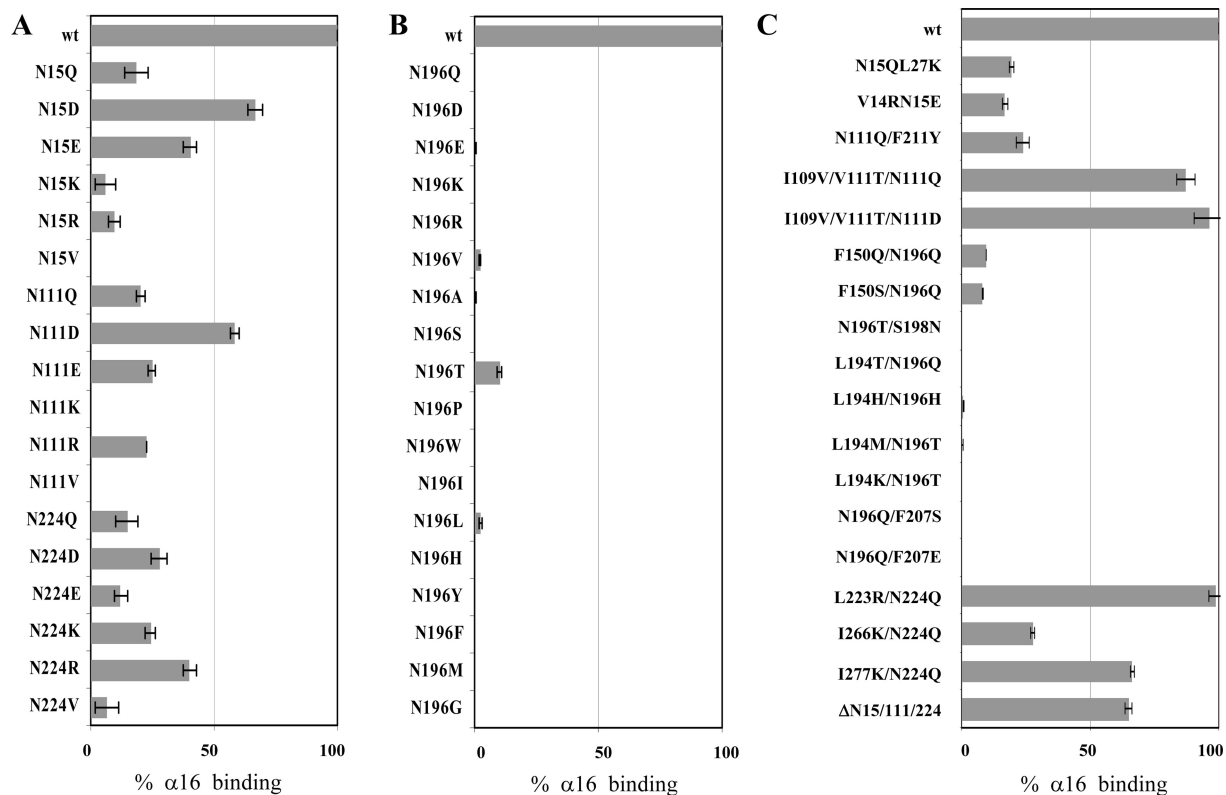 A
wt
N15Q
N15D
N15E
N15K
N15R
N15V
N111Q
N111D
N111E
N111K
N111R
N111V
N224Q
N224D
N224E
N224K
N224R
N224V
0 50 100
% α16 binding
B
wt
N196Q
N196D
N196E
N196K
N196R
N196V
N196A
N196S
N196T
N196P
N196W
N196I
N196L
N196H
N196Y
N196F
N196M
N196G
0 50 100
% α16 binding
C
wt
N15QL27K
V14RN15E
N111Q/F211Y
I109V/V111T/N111Q
I109V/V111T/N111D
F150Q/N196Q
F150S/N196Q
N196T/S198N
L194T/N196Q
L194H/N196H
L194M/N196T
L194K/N196T
N196Q/F207S
N196Q/F207E
L223R/N224Q
I266K/N224Q
I277K/N224Q
ΔN15/111/224
0 50 100
% α16 binding